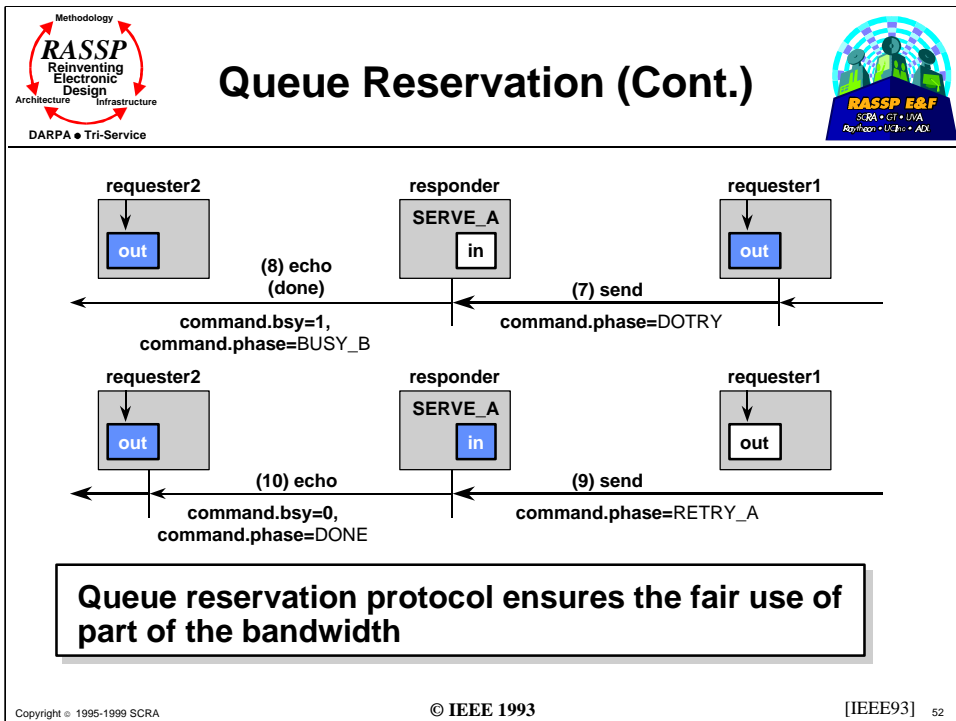 Methodology
RASSP
Reinventing
Electronic
Design
Architecture Infrastructure
DARPA ● Tri-Service
Queue Reservation (Cont.)
RASSP E&F
SCRA • GT • UVA
Raytheon • UCinc • ADL
requester2 responder requester1
SERVE_A
out in out
(8) echo
(done)
(7) send
command.bsy=1,
command.phase=BUSY_B
command.phase=DOTRY
requester2 responder requester1
SERVE_A
out in out
(10) echo (9) send
command.bsy=0,
command.phase=DONE
command.phase=RETRY_A
Queue reservation protocol ensures the fair use of
part of the bandwidth
Copyright © 1995-1999 SCRA © IEEE 1993 [IEEE93] 52